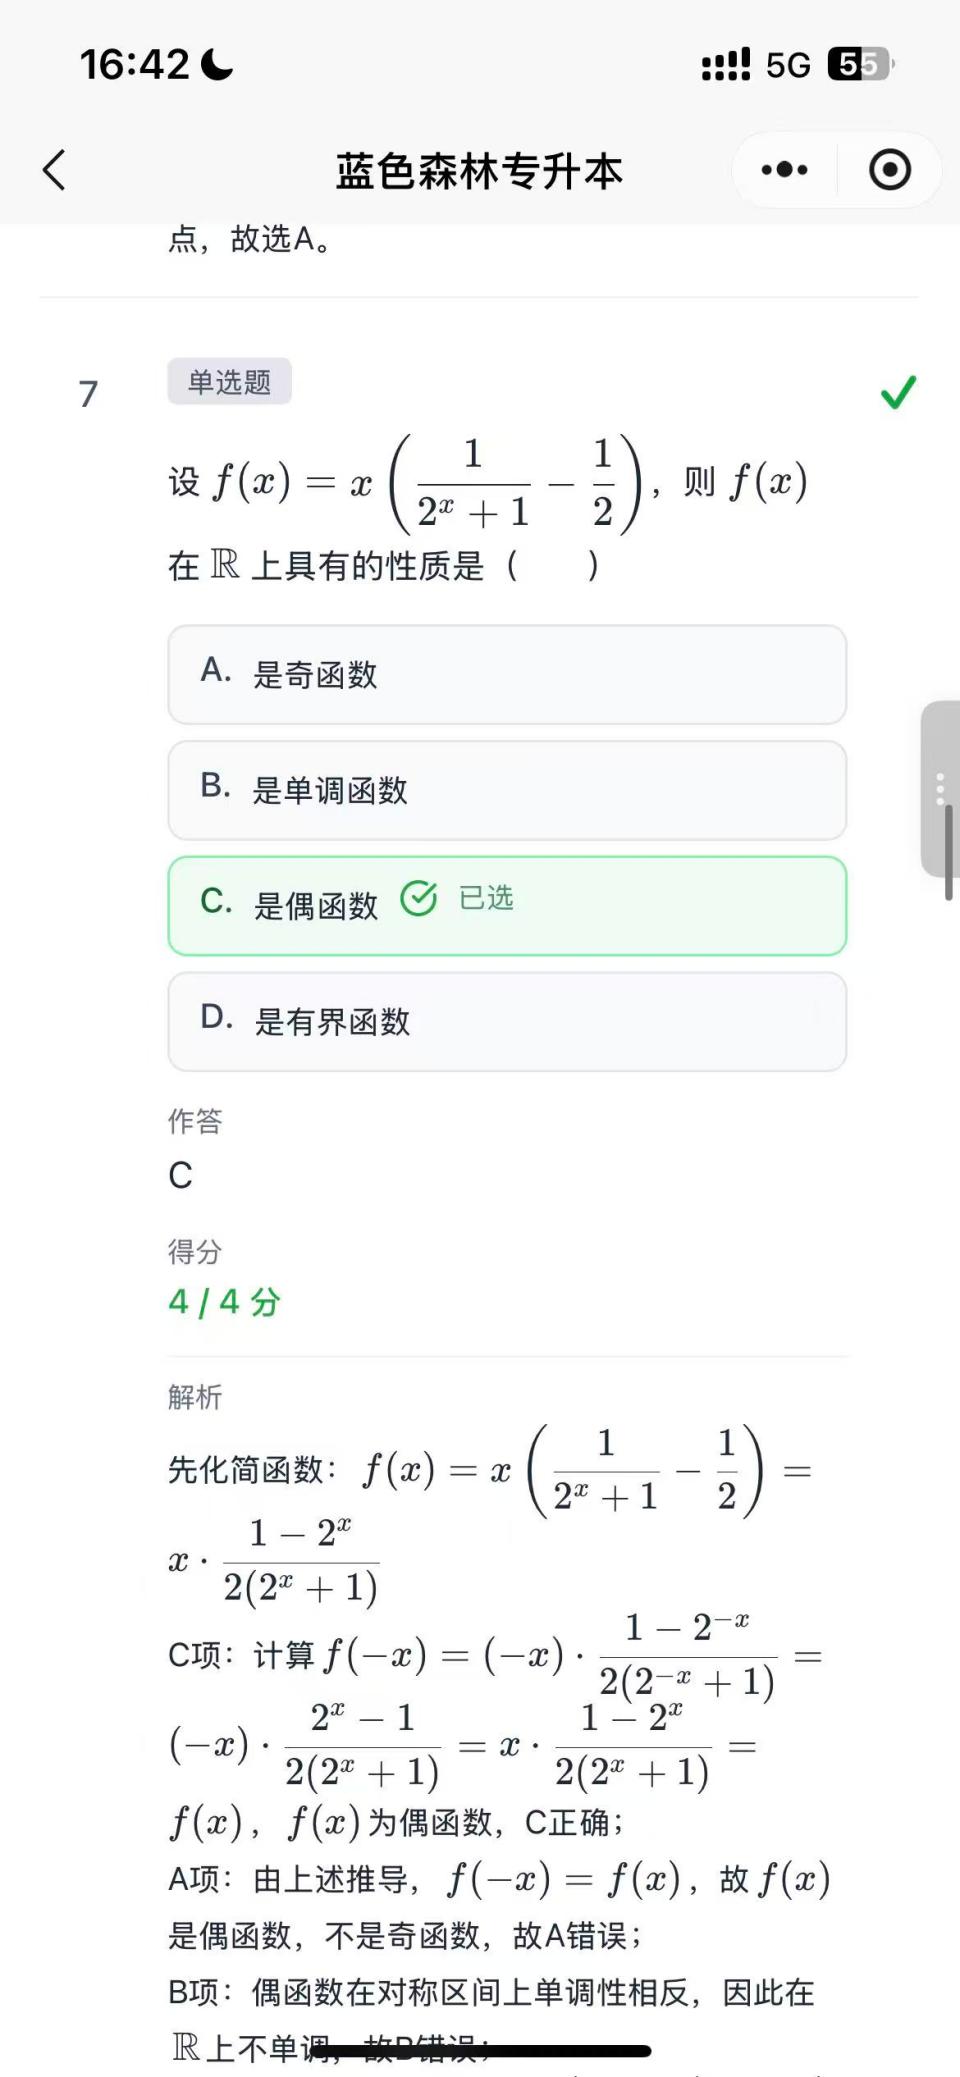 16:42 5G 55
蓝色森林专升本
点，故选A。
7 单选题
设 f(x) = x(1/(2^x + 1) − 1/2)，则 f(x)
在 ℝ 上具有的性质是（  ）
A. 是奇函数
B. 是单调函数
C. 是偶函数 已选
D. 是有界函数
作答
C
得分
4 / 4 分
解析
先化简函数：f(x) = x(1/(2^x + 1) − 1/2) =
x · (1 − 2^x)/(2(2^x + 1))
C项：计算 f(−x) = (−x) · (1 − 2^{−x})/(2(2^{−x} + 1)) =
(−x) · (2^x − 1)/(2(2^x + 1)) = x · (1 − 2^x)/(2(2^x + 1)) =
f(x)，f(x) 为偶函数，C正确；
A项：由上述推导，f(−x) = f(x)，故 f(x)
是偶函数，不是奇函数，故A错误；
B项：偶函数在对称区间上单调性相反，因此在
ℝ 上不单调，故B错误；